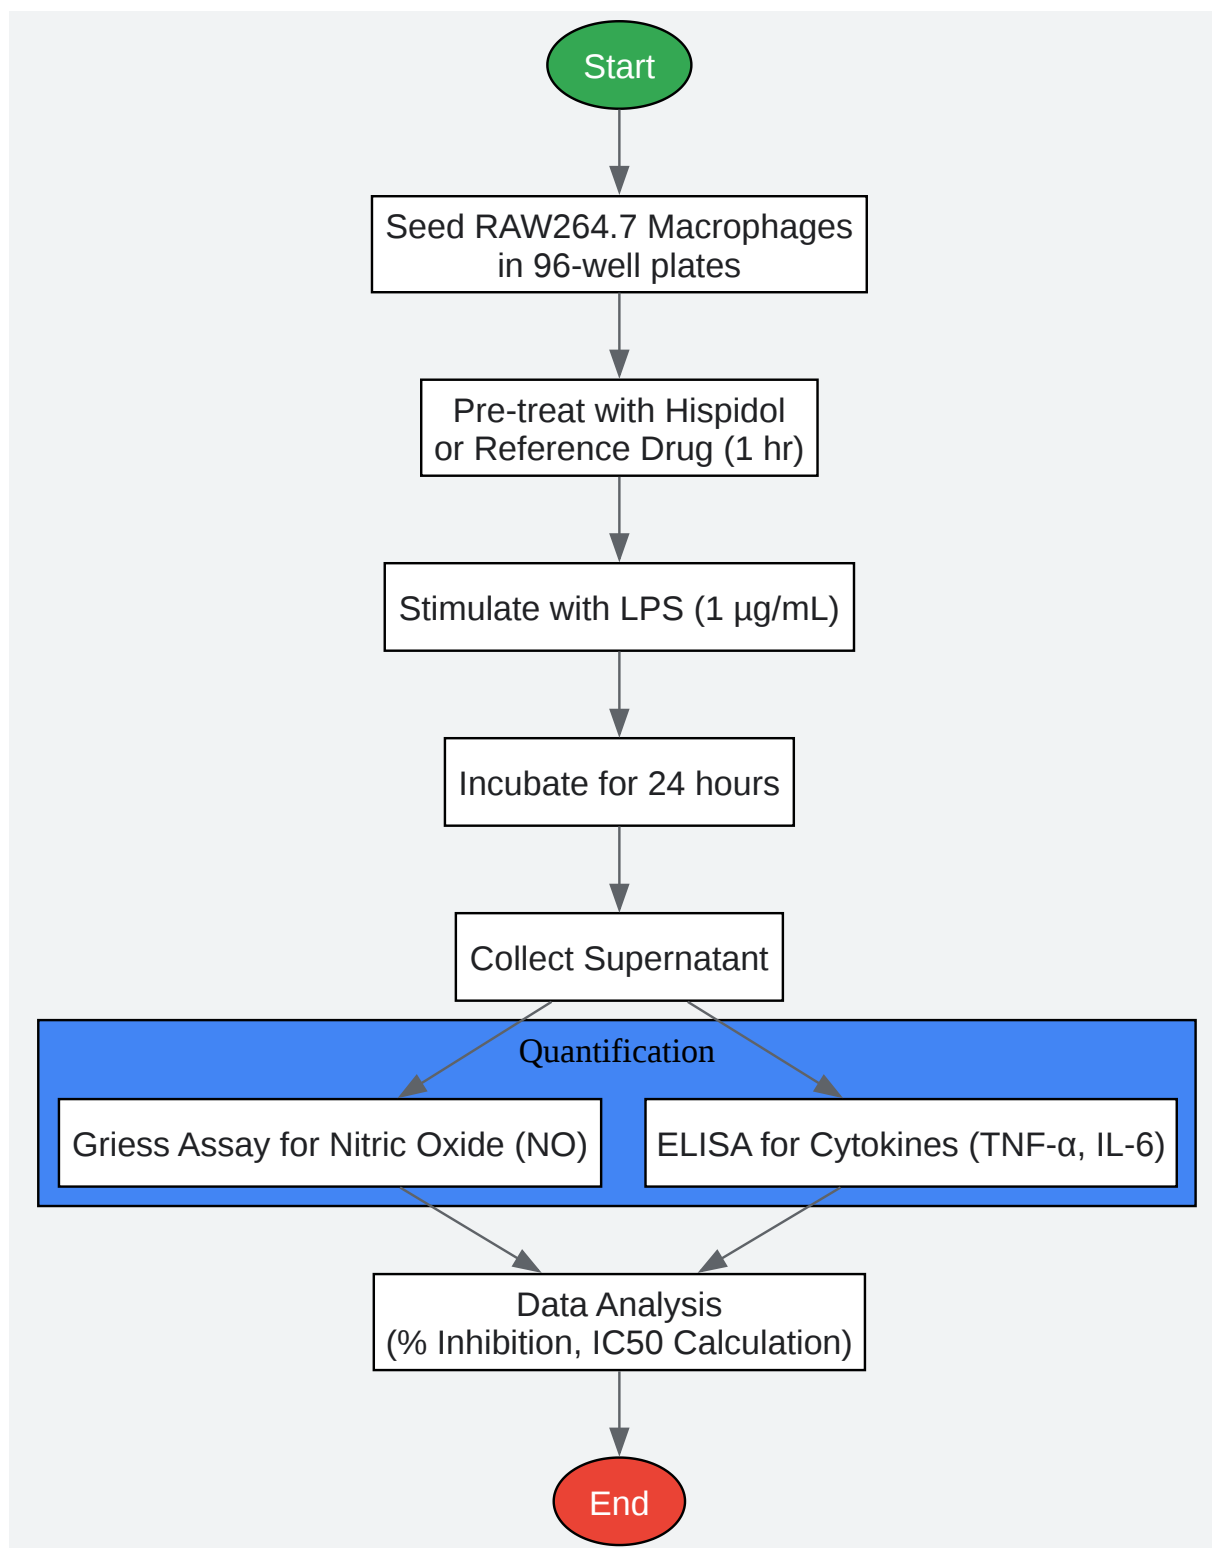 Start
Seed RAW264.7 Macrophages
in 96-well plates
Pre-treat with Hispidol
or Reference Drug (1 hr)
Stimulate with LPS (1 µg/mL)
Incubate for 24 hours
Collect Supernatant
Quantification
Griess Assay for Nitric Oxide (NO)
ELISA for Cytokines (TNF-α, IL-6)
Data Analysis
(% Inhibition, IC50 Calculation)
End